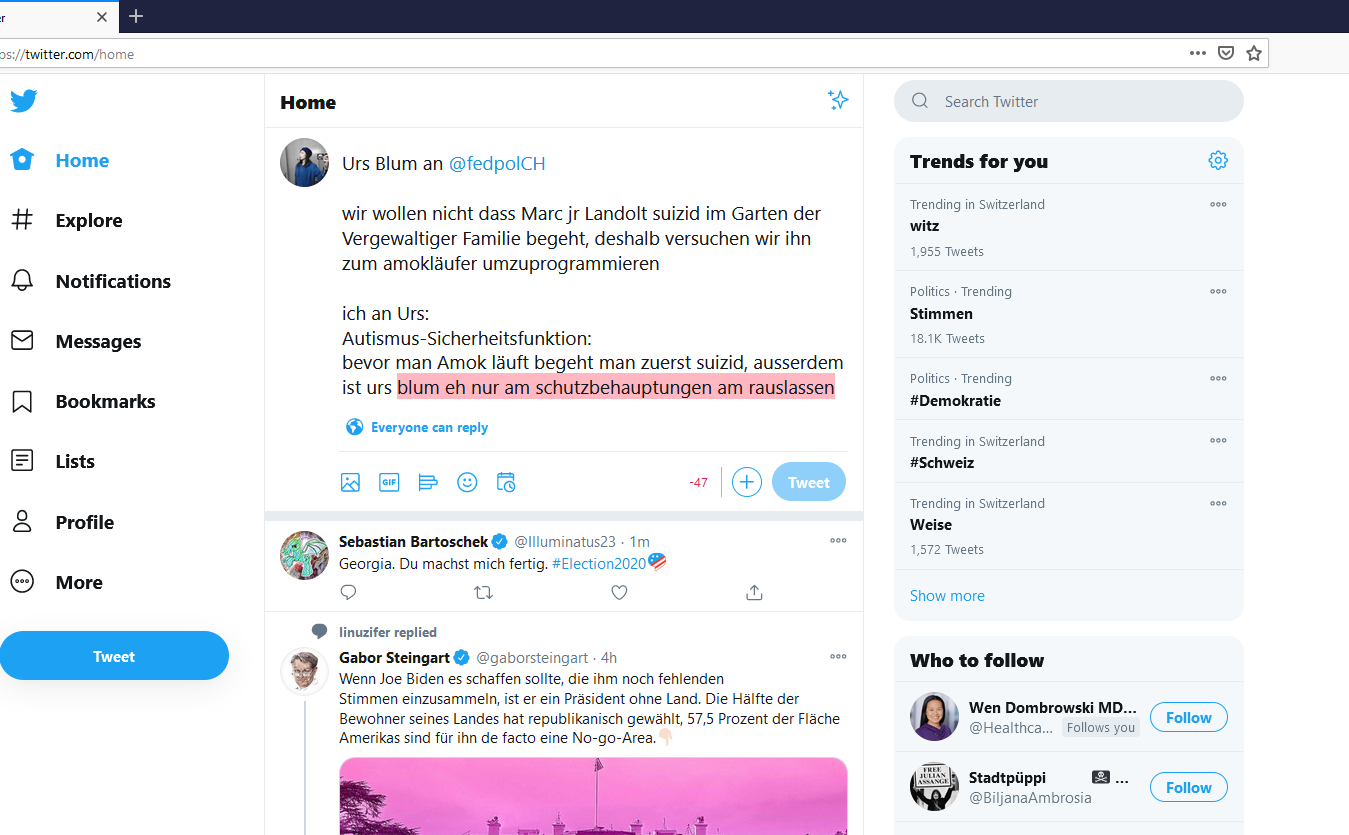 er
ps://twitter.com/home
Home
Explore
Notifications
Messages
Bookmarks
Lists
Profile
More
Tweet
Home
Urs Blum an @fedpolCH
wir wollen nicht dass Marc jr Landolt suizid im Garten der
Vergewaltiger Familie begeht, deshalb versuchen wir ihn
zum amokläufer umzuprogrammieren
ich an Urs:
Autismus-Sicherheitsfunktion:
bevor man Amok läuft begeht man zuerst suizid, ausserdem
ist urs blum eh nur am schutzbehauptungen am rauslassen
Everyone can reply
GIF
-47
Tweet
Sebastian Bartoschek @Illuminatus23 · 1m
Georgia. Du machst mich fertig. #Election2020
linuzifer replied
Gabor Steingart @gaborsteingart · 4h
Wenn Joe Biden es schaffen sollte, die ihm noch fehlenden
Stimmen einzusammeln, ist er ein Präsident ohne Land. Die Hälfte der
Bewohner seines Landes hat republikanisch gewählt, 57,5 Prozent der Fläche
Amerikas sind für ihn de facto eine No-go-Area.
Search Twitter
Trends for you
Trending in Switzerland
witz
1,955 Tweets
Politics · Trending
Stimmen
18.1K Tweets
Politics · Trending
#Demokratie
Trending in Switzerland
#Schweiz
Trending in Switzerland
Weise
1,572 Tweets
Show more
Who to follow
Wen Dombrowski MD...
@Healthca... Follows you
Follow
FREE
JULIAN
ASSANGE
Stadtpüppi ...
@BiljanaAmbrosia
Follow